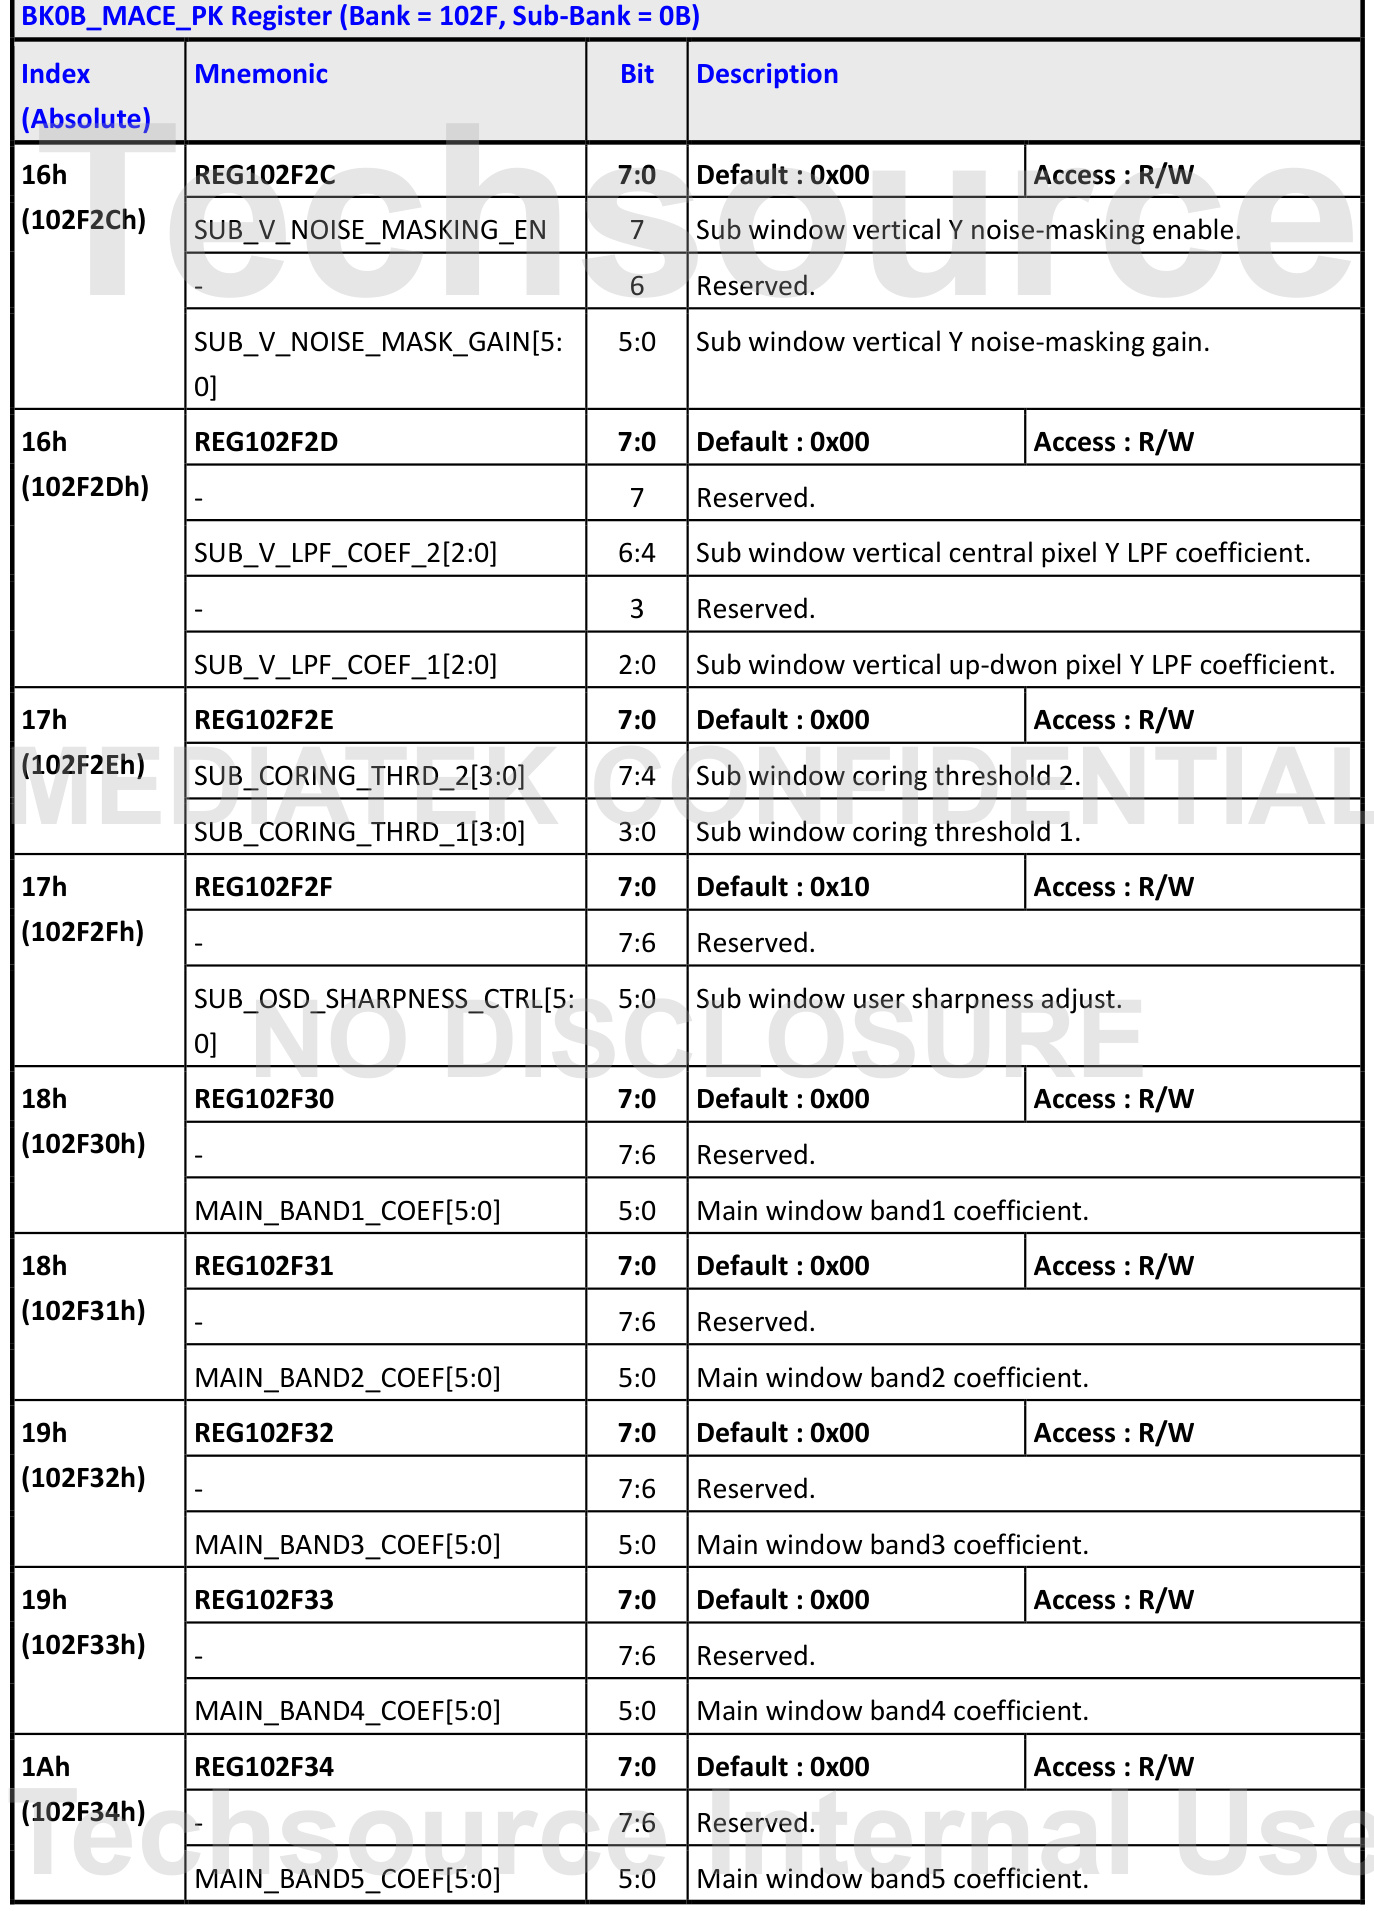 BK0B_MACE_PK Register (Bank = 102F, Sub-Bank = 0B)
Index (Absolute) Mnemonic Bit Description
16h (102F2Ch) REG102F2C 7:0 Default : 0x00 Access : R/W
SUB_V_NOISE_MASKING_EN 7 Sub window vertical Y noise-masking enable.
- 6 Reserved.
SUB_V_NOISE_MASK_GAIN[5:0] 5:0 Sub window vertical Y noise-masking gain.
16h (102F2Dh) REG102F2D 7:0 Default : 0x00 Access : R/W
- 7 Reserved.
SUB_V_LPF_COEF_2[2:0] 6:4 Sub window vertical central pixel Y LPF coefficient.
- 3 Reserved.
SUB_V_LPF_COEF_1[2:0] 2:0 Sub window vertical up-dwon pixel Y LPF coefficient.
17h (102F2Eh) REG102F2E 7:0 Default : 0x00 Access : R/W
SUB_CORING_THRD_2[3:0] 7:4 Sub window coring threshold 2.
SUB_CORING_THRD_1[3:0] 3:0 Sub window coring threshold 1.
17h (102F2Fh) REG102F2F 7:0 Default : 0x10 Access : R/W
- 7:6 Reserved.
SUB_OSD_SHARPNESS_CTRL[5:0] 5:0 Sub window user sharpness adjust.
18h (102F30h) REG102F30 7:0 Default : 0x00 Access : R/W
- 7:6 Reserved.
MAIN_BAND1_COEF[5:0] 5:0 Main window band1 coefficient.
18h (102F31h) REG102F31 7:0 Default : 0x00 Access : R/W
- 7:6 Reserved.
MAIN_BAND2_COEF[5:0] 5:0 Main window band2 coefficient.
19h (102F32h) REG102F32 7:0 Default : 0x00 Access : R/W
- 7:6 Reserved.
MAIN_BAND3_COEF[5:0] 5:0 Main window band3 coefficient.
19h (102F33h) REG102F33 7:0 Default : 0x00 Access : R/W
- 7:6 Reserved.
MAIN_BAND4_COEF[5:0] 5:0 Main window band4 coefficient.
1Ah (102F34h) REG102F34 7:0 Default : 0x00 Access : R/W
- 7:6 Reserved.
MAIN_BAND5_COEF[5:0] 5:0 Main window band5 coefficient.
Techsource
MEDIATEK CONFIDENTIAL
NO DISCLOSURE
Techsource Internal Use